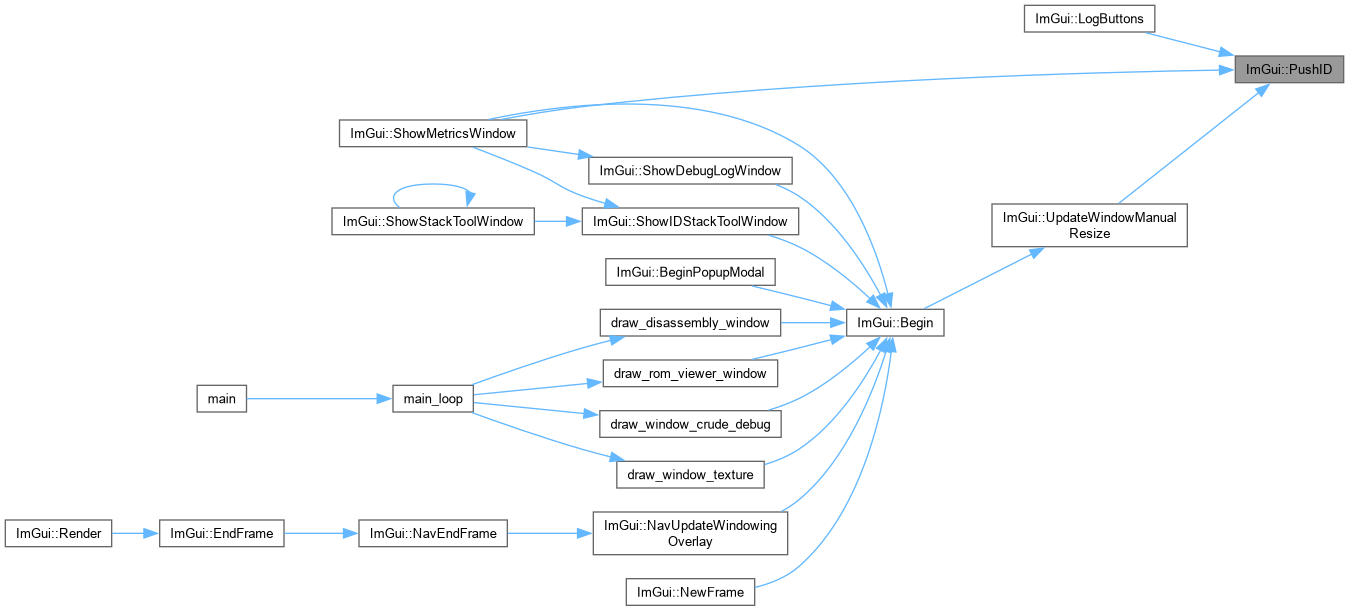 ImGui::LogButtons
ImGui::PushID
ImGui::ShowMetricsWindow
ImGui::ShowDebugLogWindow
ImGui::ShowStackToolWindow
ImGui::ShowIDStackToolWindow
ImGui::UpdateWindowManual
Resize
ImGui::BeginPopupModal
draw_disassembly_window
ImGui::Begin
draw_rom_viewer_window
main
main_loop
draw_window_crude_debug
draw_window_texture
ImGui::Render
ImGui::EndFrame
ImGui::NavEndFrame
ImGui::NavUpdateWindowing
Overlay
ImGui::NewFrame